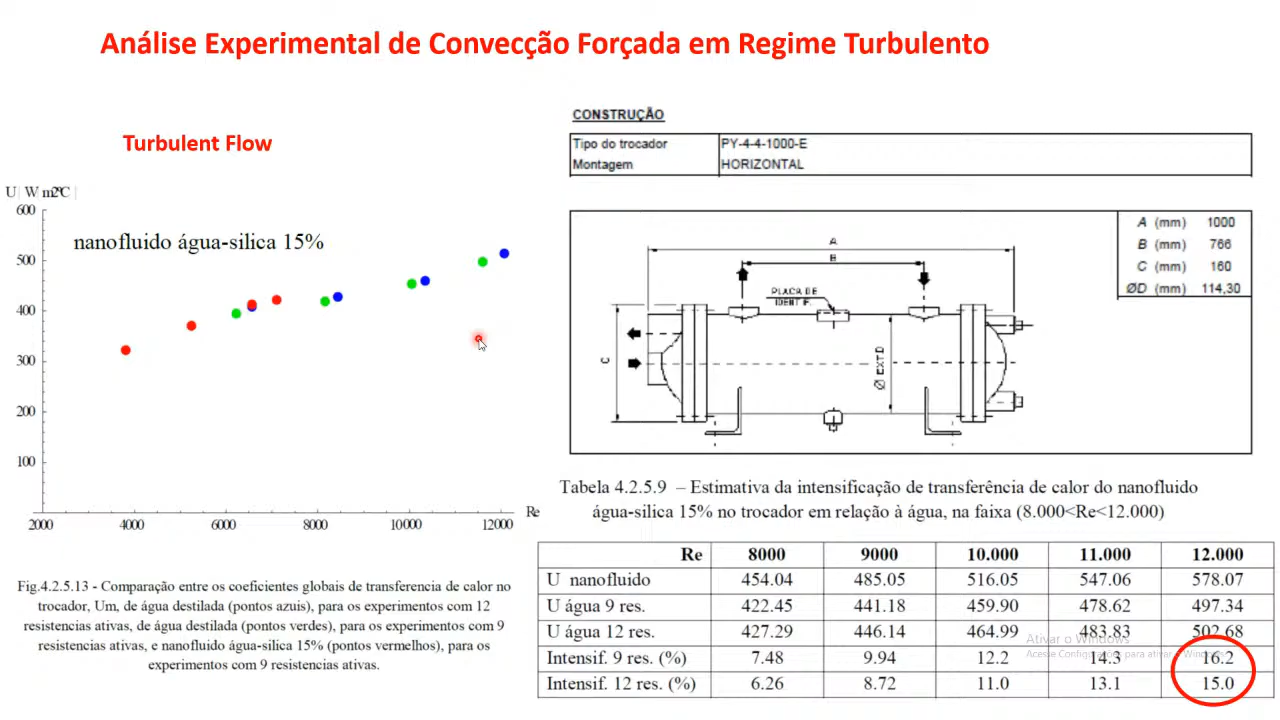 Análise Experimental de Convecção Forçada em Regime Turbulento
Turbulent Flow
U | W m2ºC |
600
500
400
300
200
100
nanofluido água-silica 15%
2000 4000 6000 8000 10000 12000 Re
Fig.4.2.5.13 - Comparação entre os coeficientes globais de transferencia de calor no
trocador, Um, de água destilada (pontos azuis), para os experimentos com 12
resistencias ativas, de água destilada (pontos verdes), para os experimentos com 9
resistencias ativas, e nanofluido água-silica 15% (pontos vermelhos), para os
experimentos com 9 resistencias ativas.
CONSTRUÇÃO
Tipo do trocador PY-4-4-1000-E
Montagem HORIZONTAL
A (mm) 1000
B (mm) 766
C (mm) 160
ØD (mm) 114,30
A
B
PLACA DE
IDENTIF.
C
Ø EXT.D
Tabela 4.2.5.9 – Estimativa da intensificação de transferência de calor do nanofluido
água-silica 15% no trocador em relação à água, na faixa (8.000<Re<12.000)
Re 8000 9000 10.000 11.000 12.000
U nanofluido 454.04 485.05 516.05 547.06 578.07
U água 9 res. 422.45 441.18 459.90 478.62 497.34
U água 12 res. 427.29 446.14 464.99 483.83 502.68
Intensif. 9 res. (%) 7.48 9.94 12.2 14.3 16.2
Intensif. 12 res. (%) 6.26 8.72 11.0 13.1 15.0
Ativar o Windows
Acesse Configurações para ativar o Windows.